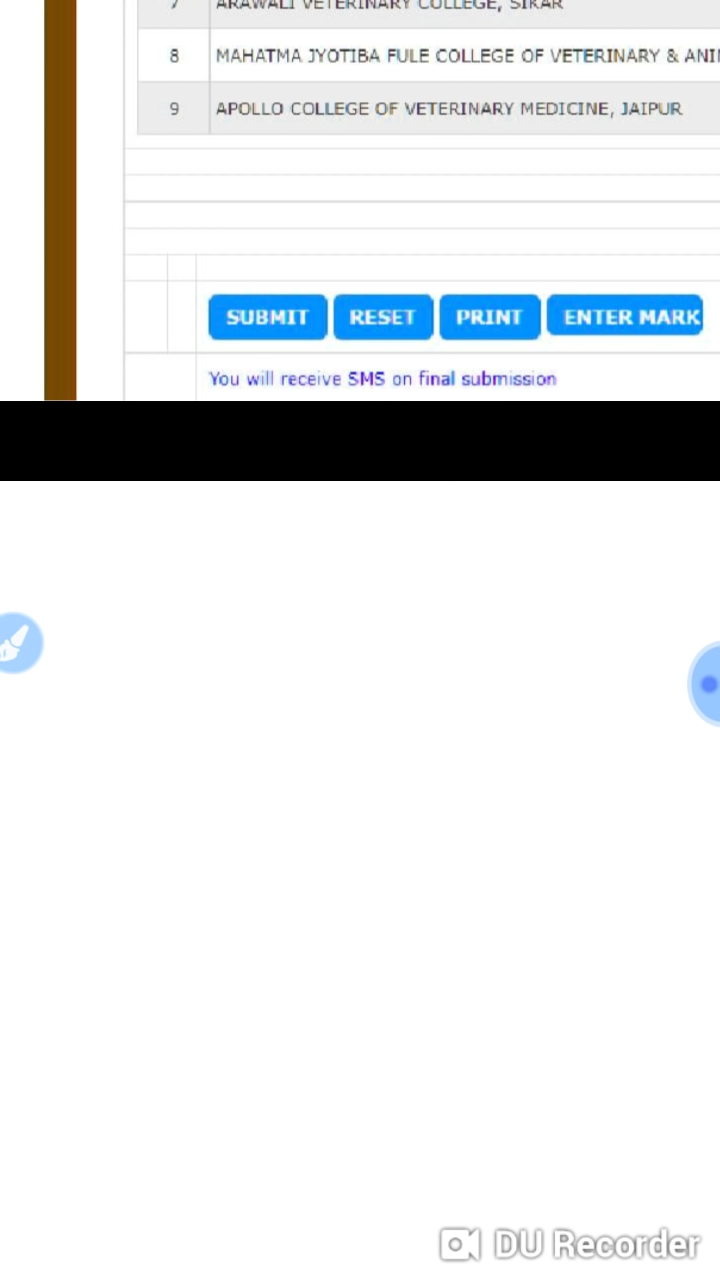 7 ARAWALI VETERINARY COLLEGE, SIKAR
8 MAHATMA JYOTIBA FULE COLLEGE OF VETERINARY & ANI
9 APOLLO COLLEGE OF VETERINARY MEDICINE, JAIPUR
SUBMIT RESET PRINT ENTER MARK
You will receive SMS on final submission
DU Recorder